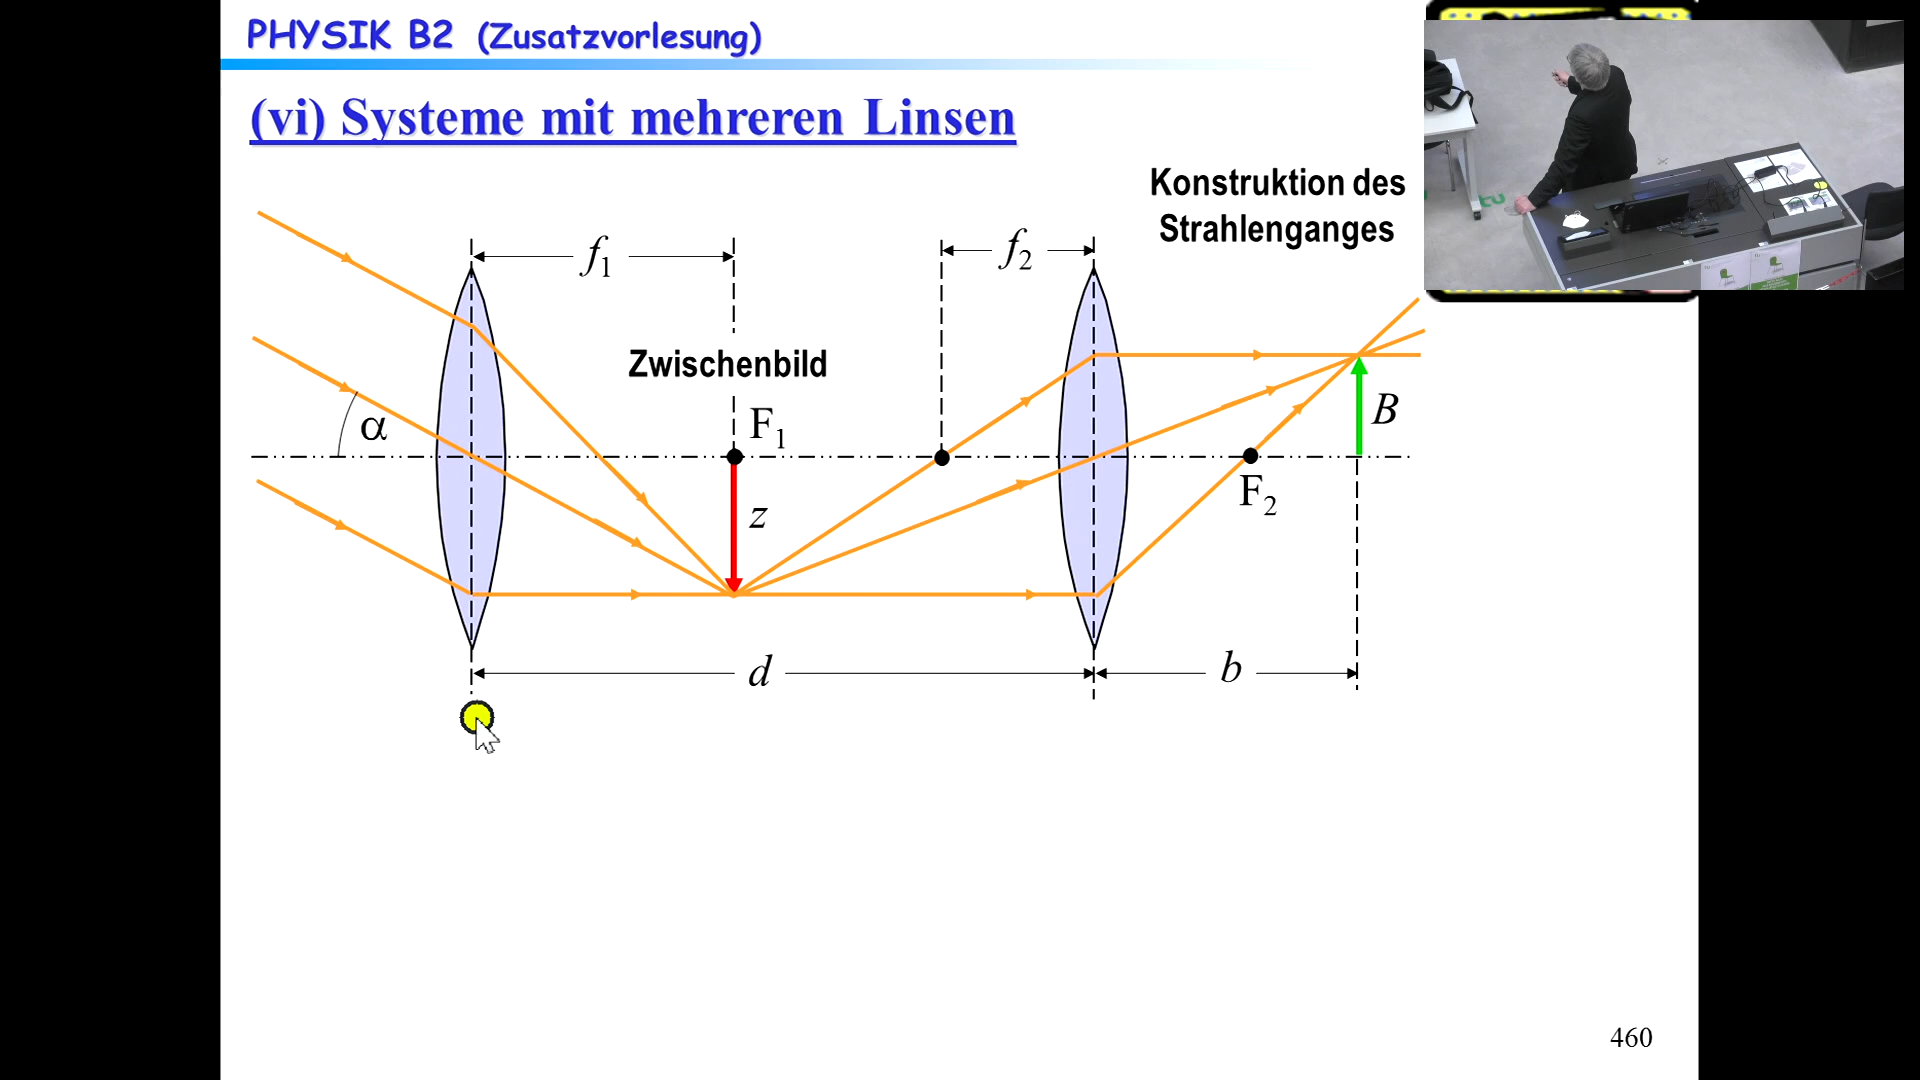 PHYSIK B2 (Zusatzvorlesung)
(vi) Systeme mit mehreren Linsen
Konstruktion des
Strahlenganges
f₁
f₂
Zwischenbild
F₁
α
B
F₂
z
d
b
460